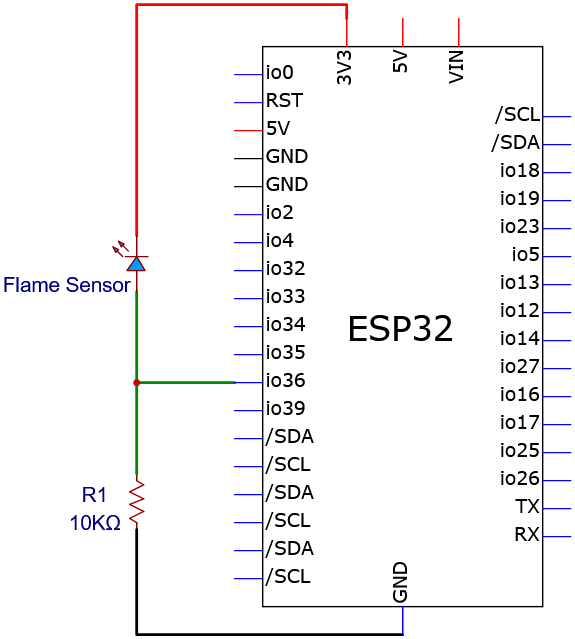 3V3
5V
VIN
io0
RST
5V
GND
GND
io2
io4
io32
io33
io34
io35
io36
io39
/SDA
/SCL
/SDA
/SCL
/SDA
/SCL
/SCL
/SDA
io18
io19
io23
io5
io13
io12
io14
io27
io16
io17
io25
io26
TX
RX
GND
ESP32
Flame Sensor
R1
10KΩ